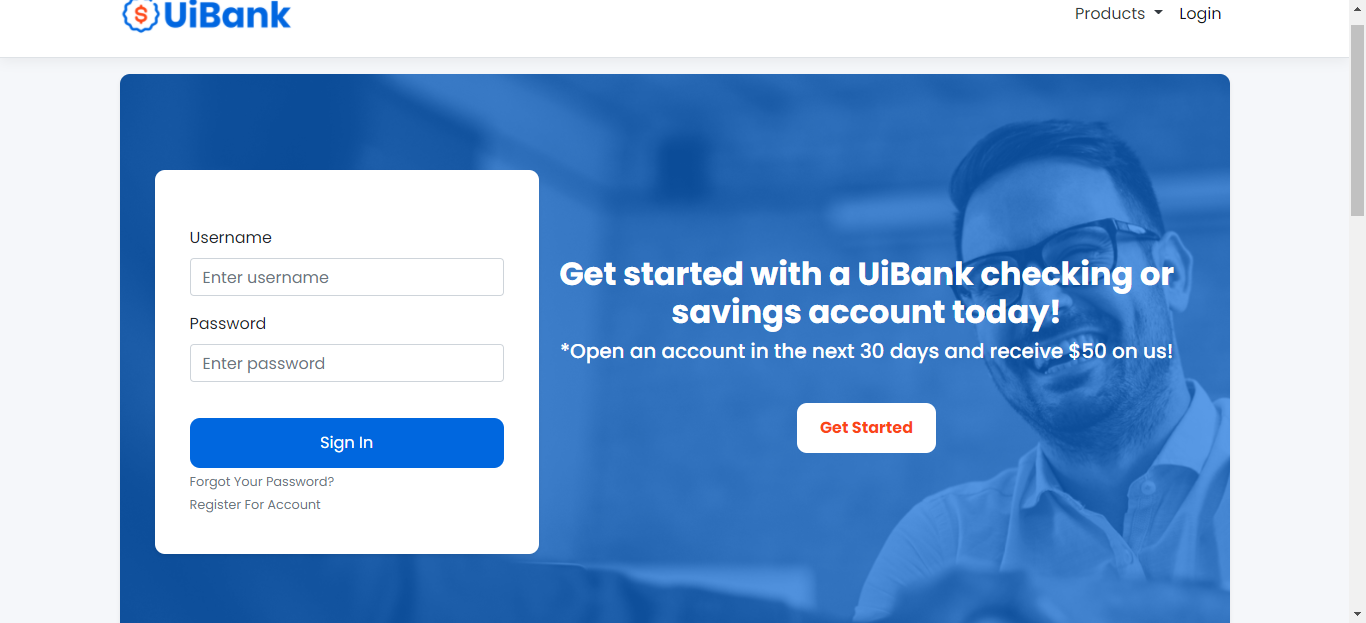 $ UiBank
Products Login
Username
Enter username
Password
Enter password
Sign In
Forgot Your Password?
Register For Account
Get started with a UiBank checking or
savings account today!
*Open an account in the next 30 days and receive $50 on us!
Get Started